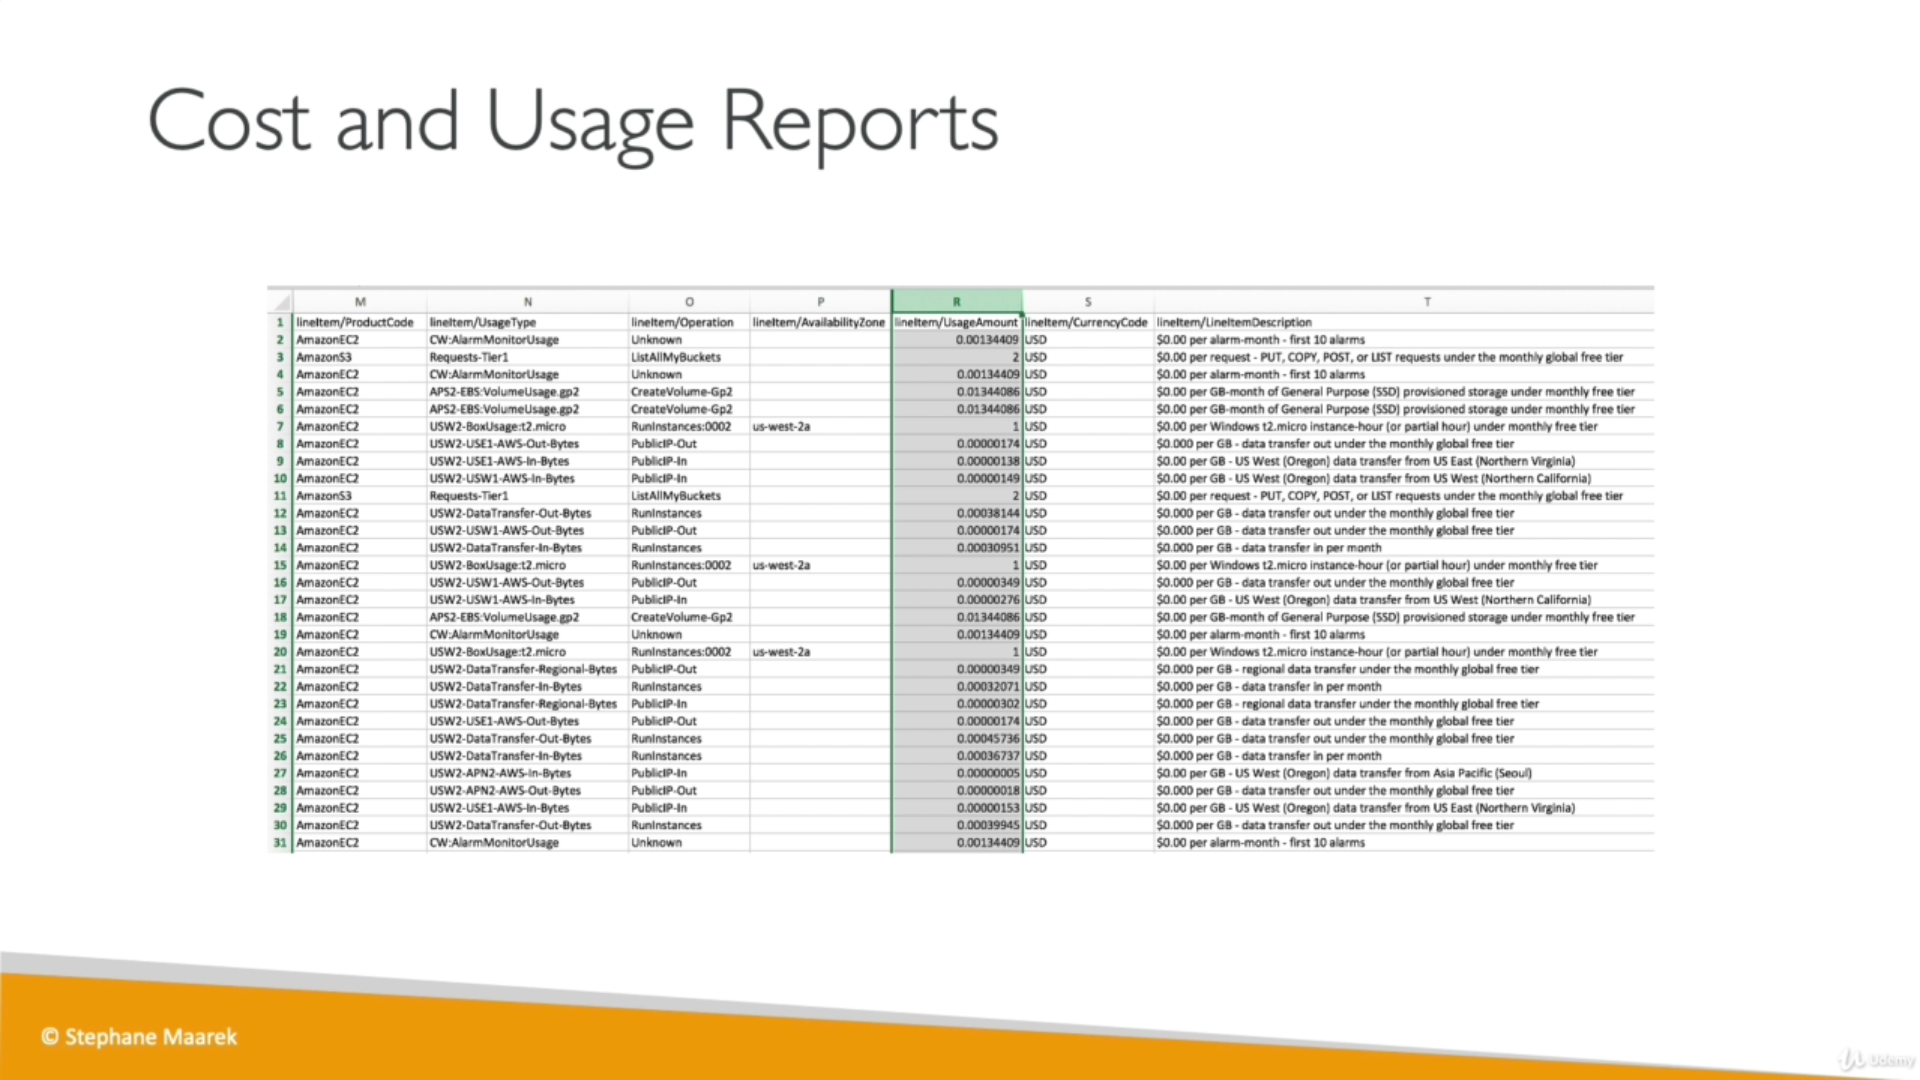 Cost and Usage Reports
M N O P R S T
1 lineItem/ProductCode lineItem/UsageType lineItem/Operation lineItem/AvailabilityZone lineItem/UsageAmount lineItem/CurrencyCode lineItem/LineItemDescription
2 AmazonEC2 CW:AlarmMonitorUsage Unknown 0.00134409 USD $0.00 per alarm-month - first 10 alarms
3 AmazonS3 Requests-Tier1 ListAllMyBuckets 2 USD $0.00 per request - PUT, COPY, POST, or LIST requests under the monthly global free tier
4 AmazonEC2 CW:AlarmMonitorUsage Unknown 0.00134409 USD $0.00 per alarm-month - first 10 alarms
5 AmazonEC2 APS2-EBS:VolumeUsage.gp2 CreateVolume-Gp2 0.01344086 USD $0.00 per GB-month of General Purpose (SSD) provisioned storage under monthly free tier
6 AmazonEC2 APS2-EBS:VolumeUsage.gp2 CreateVolume-Gp2 0.01344086 USD $0.00 per GB-month of General Purpose (SSD) provisioned storage under monthly free tier
7 AmazonEC2 USW2-BoxUsage:t2.micro RunInstances:0002 us-west-2a 1 USD $0.00 per Windows t2.micro instance-hour (or partial hour) under monthly free tier
8 AmazonEC2 USW2-USE1-AWS-Out-Bytes PublicIP-Out 0.00000174 USD $0.000 per GB - data transfer out under the monthly global free tier
9 AmazonEC2 USW2-USE1-AWS-In-Bytes PublicIP-In 0.00000138 USD $0.00 per GB - US West (Oregon) data transfer from US East (Northern Virginia)
10 AmazonEC2 USW2-USW1-AWS-In-Bytes PublicIP-In 0.00000149 USD $0.00 per GB - US West (Oregon) data transfer from US West (Northern California)
11 AmazonS3 Requests-Tier1 ListAllMyBuckets 2 USD $0.00 per request - PUT, COPY, POST, or LIST requests under the monthly global free tier
12 AmazonEC2 USW2-DataTransfer-Out-Bytes RunInstances 0.00038144 USD $0.000 per GB - data transfer out under the monthly global free tier
13 AmazonEC2 USW2-USW1-AWS-Out-Bytes PublicIP-Out 0.00000174 USD $0.000 per GB - data transfer out under the monthly global free tier
14 AmazonEC2 USW2-DataTransfer-In-Bytes RunInstances 0.00030951 USD $0.000 per GB - data transfer in per month
15 AmazonEC2 USW2-BoxUsage:t2.micro RunInstances:0002 us-west-2a 1 USD $0.00 per Windows t2.micro instance-hour (or partial hour) under monthly free tier
16 AmazonEC2 USW2-USW1-AWS-Out-Bytes PublicIP-Out 0.00000349 USD $0.000 per GB - data transfer out under the monthly global free tier
17 AmazonEC2 USW2-USW1-AWS-In-Bytes PublicIP-In 0.00000276 USD $0.00 per GB - US West (Oregon) data transfer from US West (Northern California)
18 AmazonEC2 APS2-EBS:VolumeUsage.gp2 CreateVolume-Gp2 0.01344086 USD $0.00 per GB-month of General Purpose (SSD) provisioned storage under monthly free tier
19 AmazonEC2 CW:AlarmMonitorUsage Unknown 0.00134409 USD $0.00 per alarm-month - first 10 alarms
20 AmazonEC2 USW2-BoxUsage:t2.micro RunInstances:0002 us-west-2a 1 USD $0.00 per Windows t2.micro instance-hour (or partial hour) under monthly free tier
21 AmazonEC2 USW2-DataTransfer-Regional-Bytes PublicIP-Out 0.00000349 USD $0.000 per GB - regional data transfer under the monthly global free tier
22 AmazonEC2 USW2-DataTransfer-In-Bytes RunInstances 0.00032071 USD $0.000 per GB - data transfer in per month
23 AmazonEC2 USW2-DataTransfer-Regional-Bytes PublicIP-In 0.00000302 USD $0.000 per GB - regional data transfer under the monthly global free tier
24 AmazonEC2 USW2-USE1-AWS-Out-Bytes PublicIP-Out 0.00000174 USD $0.000 per GB - data transfer out under the monthly global free tier
25 AmazonEC2 USW2-DataTransfer-Out-Bytes RunInstances 0.00045736 USD $0.000 per GB - data transfer out under the monthly global free tier
26 AmazonEC2 USW2-DataTransfer-In-Bytes RunInstances 0.00036737 USD $0.000 per GB - data transfer in per month
27 AmazonEC2 USW2-APN2-AWS-In-Bytes PublicIP-In 0.00000005 USD $0.00 per GB - US West (Oregon) data transfer from Asia Pacific (Seoul)
28 AmazonEC2 USW2-APN2-AWS-Out-Bytes PublicIP-Out 0.00000018 USD $0.000 per GB - data transfer out under the monthly global free tier
29 AmazonEC2 USW2-USE1-AWS-In-Bytes PublicIP-In 0.00000153 USD $0.00 per GB - US West (Oregon) data transfer from US East (Northern Virginia)
30 AmazonEC2 USW2-DataTransfer-Out-Bytes RunInstances 0.00039945 USD $0.000 per GB - data transfer out under the monthly global free tier
31 AmazonEC2 CW:AlarmMonitorUsage Unknown 0.00134409 USD $0.00 per alarm-month - first 10 alarms
© Stephane Maarek
Udemy